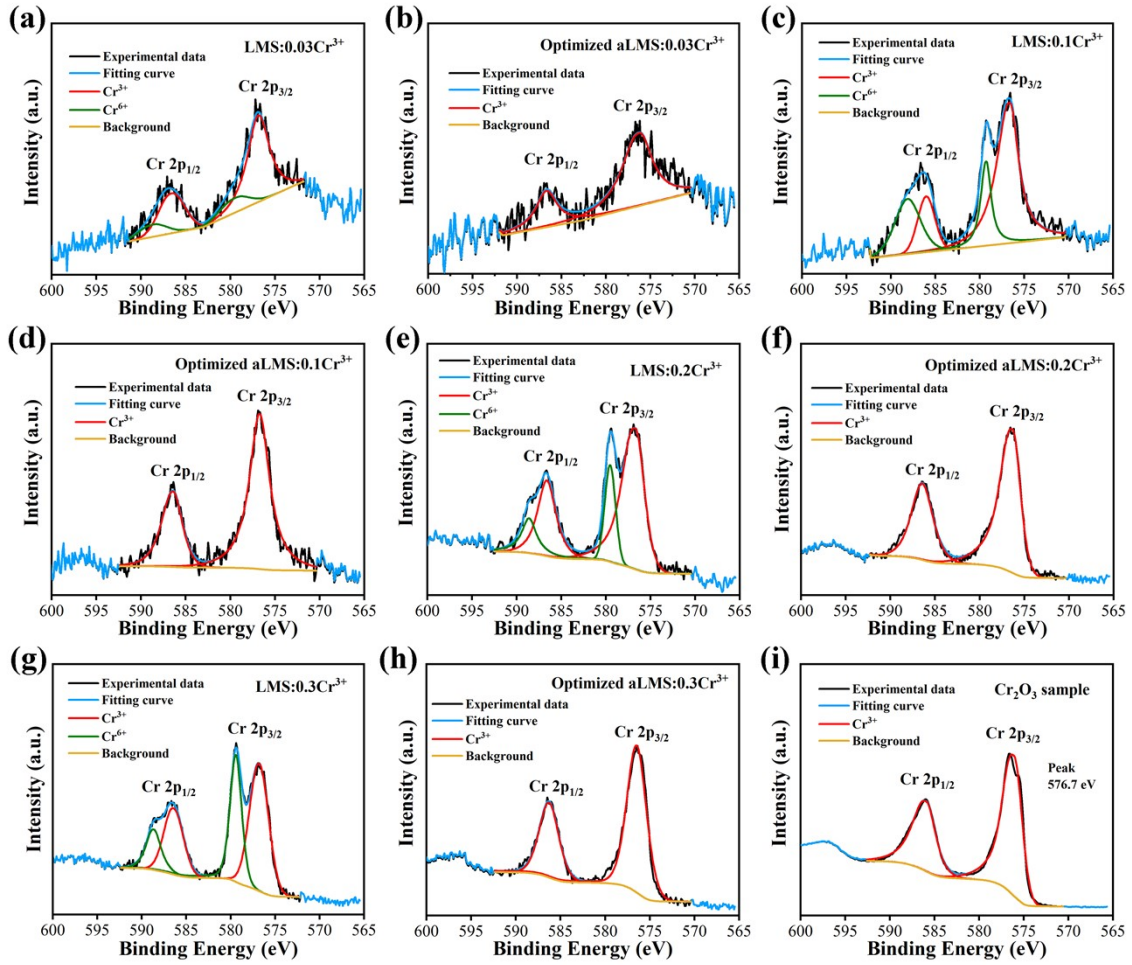 (a)
LMS:0.03Cr³⁺
Experimental data
Fitting curve
Cr³⁺
Cr⁶⁺
Background
Cr 2p₃/₂
Cr 2p₁/₂
Intensity (a.u.)
600 595 590 585 580 575 570 565
Binding Energy (eV)
(b)
Optimized aLMS:0.03Cr³⁺
Experimental data
Fitting curve
Cr³⁺
Background
Cr 2p₃/₂
Cr 2p₁/₂
Intensity (a.u.)
600 595 590 585 580 575 570 565
Binding Energy (eV)
(c)
LMS:0.1Cr³⁺
Experimental data
Fitting curve
Cr³⁺
Cr⁶⁺
Background
Cr 2p₃/₂
Cr 2p₁/₂
Intensity (a.u.)
600 595 590 585 580 575 570 565
Binding Energy (eV)
(d)
Optimized aLMS:0.1Cr³⁺
Experimental data
Fitting curve
Cr³⁺
Background
Cr 2p₃/₂
Cr 2p₁/₂
Intensity (a.u.)
600 595 590 585 580 575 570 565
Binding Energy (eV)
(e)
LMS:0.2Cr³⁺
Experimental data
Fitting curve
Cr³⁺
Cr⁶⁺
Background
Cr 2p₃/₂
Cr 2p₁/₂
Intensity (a.u.)
600 595 590 585 580 575 570 565
Binding Energy (eV)
(f)
Optimized aLMS:0.2Cr³⁺
Experimental data
Fitting curve
Cr³⁺
Background
Cr 2p₃/₂
Cr 2p₁/₂
Intensity (a.u.)
600 595 590 585 580 575 570 565
Binding Energy (eV)
(g)
LMS:0.3Cr³⁺
Experimental data
Fitting curve
Cr³⁺
Cr⁶⁺
Background
Cr 2p₃/₂
Cr 2p₁/₂
Intensity (a.u.)
600 595 590 585 580 575 570 565
Binding Energy (eV)
(h)
Optimized aLMS:0.3Cr³⁺
Experimental data
Fitting curve
Cr³⁺
Background
Cr 2p₃/₂
Cr 2p₁/₂
Intensity (a.u.)
600 595 590 585 580 575 570 565
Binding Energy (eV)
(i)
Cr₂O₃ sample
Experimental data
Fitting curve
Cr³⁺
Background
Cr 2p₃/₂
Peak
576.7 eV
Cr 2p₁/₂
Intensity (a.u.)
600 595 590 585 580 575 570 565
Binding Energy (eV)